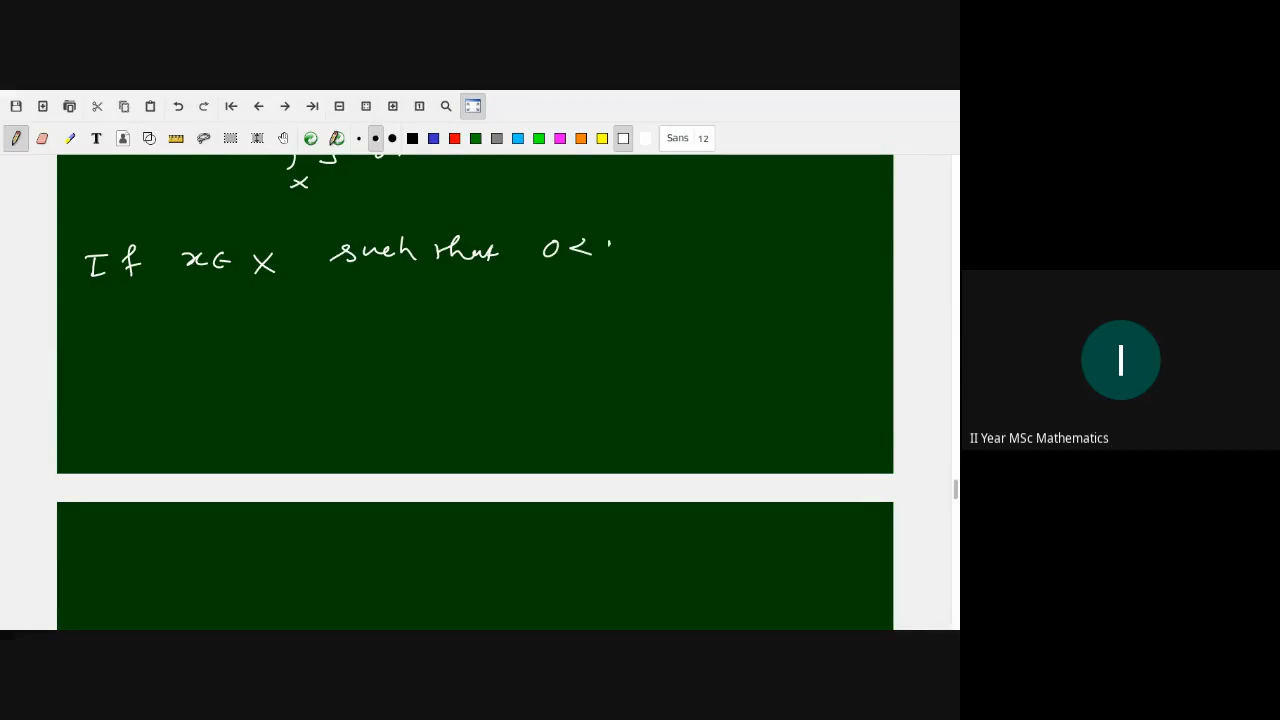 Sans 12
x
If x ∈ X such that 0 <
I
II Year MSc Mathematics